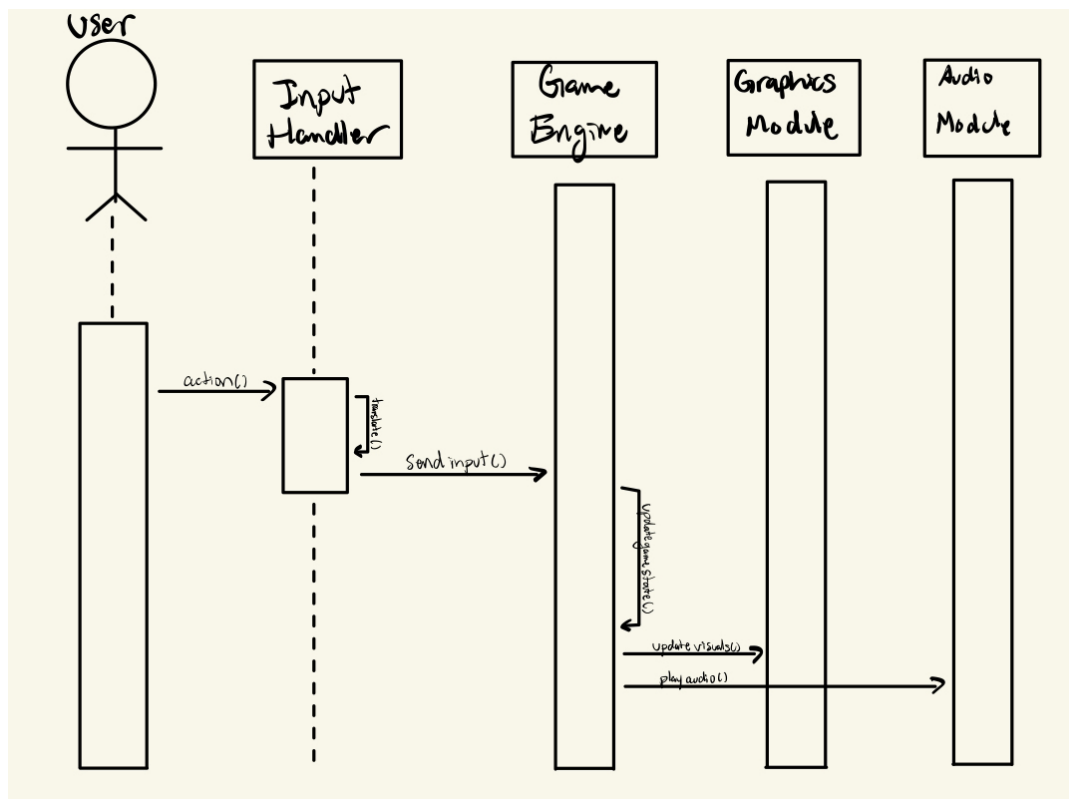 User
Input
Handler
Game
Engine
Graphics
Module
Audio
Module
action()
translate()
send input()
update game state()
update visuals()
play audio()